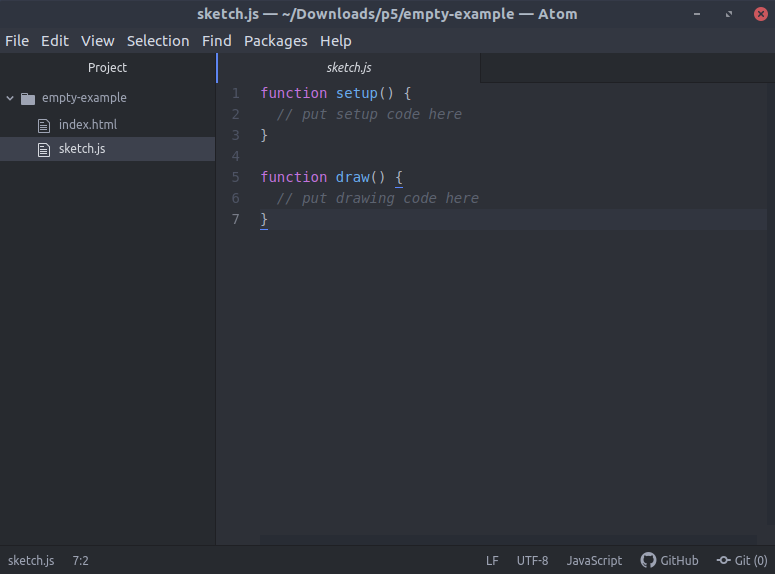 sketch.js — ~/Downloads/p5/empty-example — Atom
File Edit View Selection Find Packages Help
Project
empty-example
index.html
sketch.js
sketch.js
1 function setup() {
2   // put setup code here
3 }
4
5 function draw() {
6   // put drawing code here
7 }
sketch.js 7:2 LF UTF-8 JavaScript GitHub Git (0)